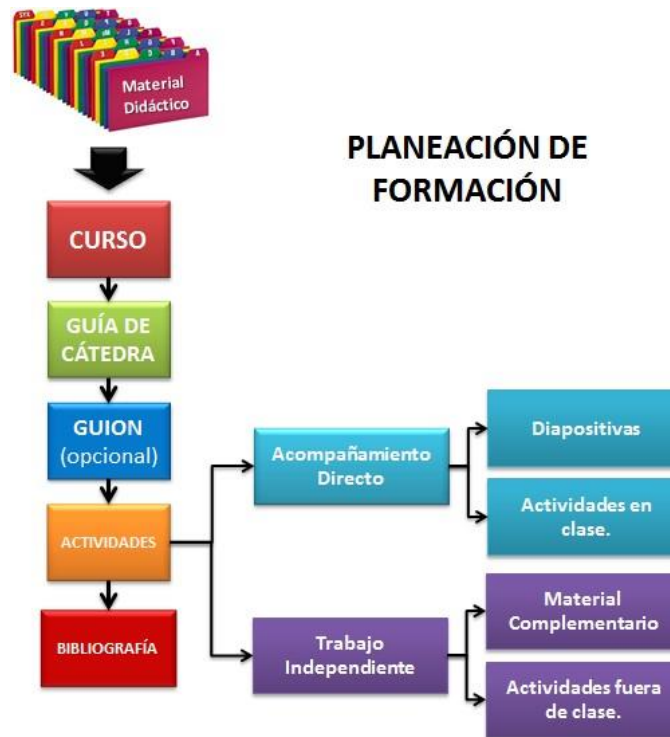 Material
Didáctico
PLANEACIÓN DE
FORMACIÓN
CURSO
GUÍA DE
CÁTEDRA
GUION
(opcional)
ACTIVIDADES
BIBLIOGRAFÍA
Acompañamiento
Directo
Diapositivas
Actividades en
clase.
Trabajo
Independiente
Material
Complementario
Actividades fuera
de clase.